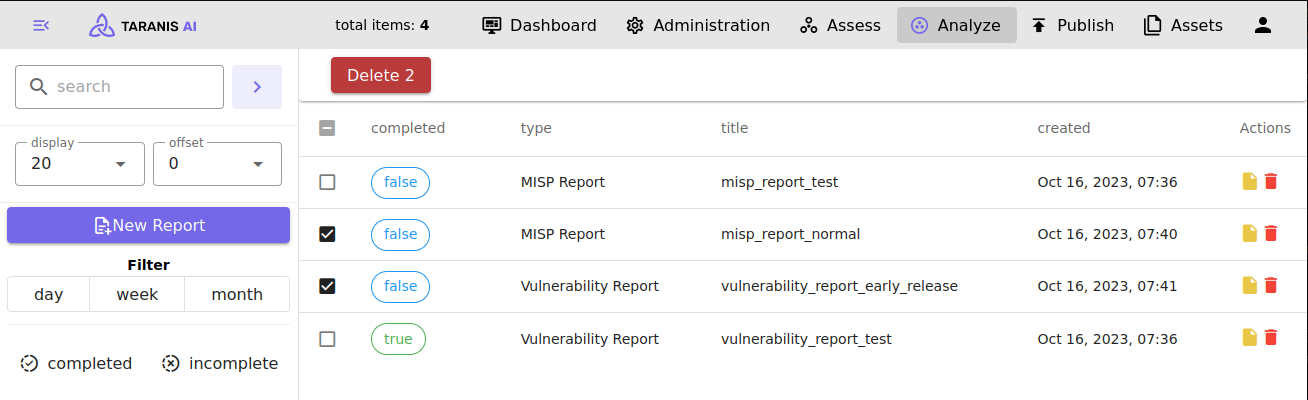 TARANIS AI
total items: 4
Dashboard
Administration
Assess
Analyze
Publish
Assets
search
display
20
offset
0
New Report
Filter
day week month
completed incomplete
Delete 2
completed type title created Actions
false MISP Report misp_report_test Oct 16, 2023, 07:36
false MISP Report misp_report_normal Oct 16, 2023, 07:40
false Vulnerability Report vulnerability_report_early_release Oct 16, 2023, 07:41
true Vulnerability Report vulnerability_report_test Oct 16, 2023, 07:36